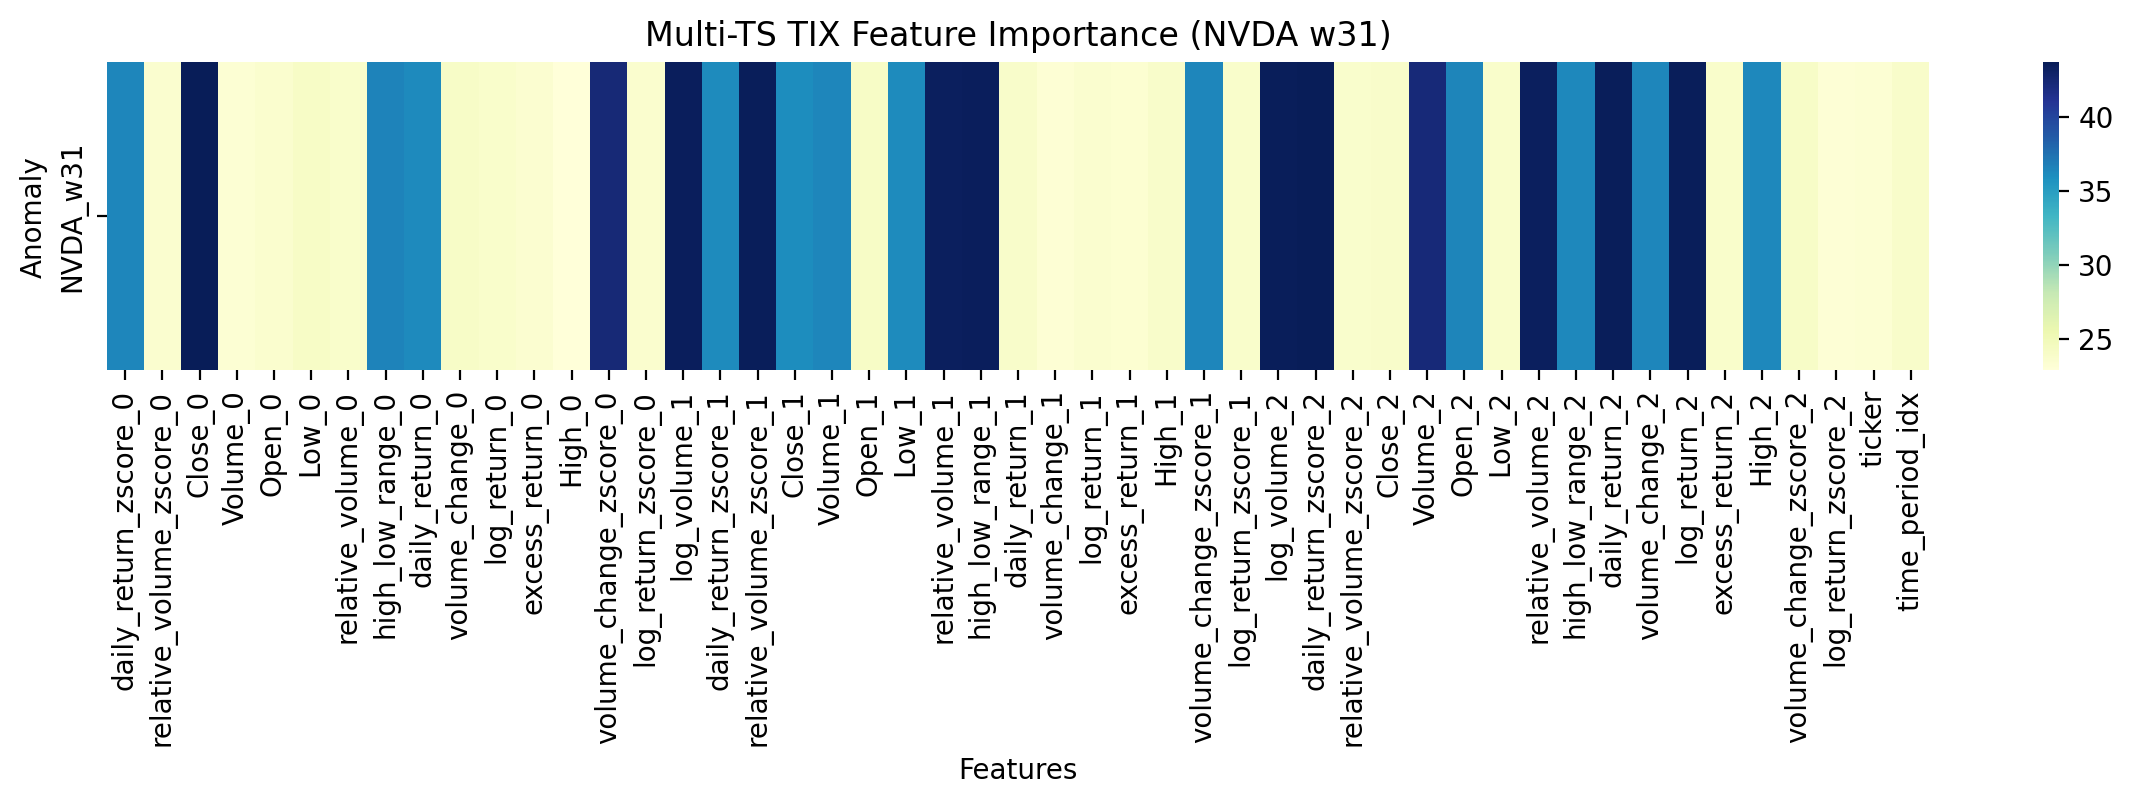 Multi-TS TIX Feature Importance (NVDA w31)
Anomaly
NVDA_w31
40
35
30
25
daily_return_zscore_0
relative_volume_zscore_0
Close_0
Volume_0
Open_0
Low_0
relative_volume_0
high_low_range_0
daily_return_0
volume_change_0
log_return_0
excess_return_0
High_0
volume_change_zscore_0
log_return_zscore_0
log_volume_1
daily_return_zscore_1
relative_volume_zscore_1
Close_1
Volume_1
Open_1
Low_1
relative_volume_1
high_low_range_1
daily_return_1
volume_change_1
log_return_1
excess_return_1
High_1
volume_change_zscore_1
log_return_zscore_1
log_volume_2
daily_return_zscore_2
relative_volume_zscore_2
Close_2
Volume_2
Open_2
Low_2
relative_volume_2
high_low_range_2
daily_return_2
volume_change_2
log_return_2
excess_return_2
High_2
volume_change_zscore_2
log_return_zscore_2
ticker
time_period_idx
Features